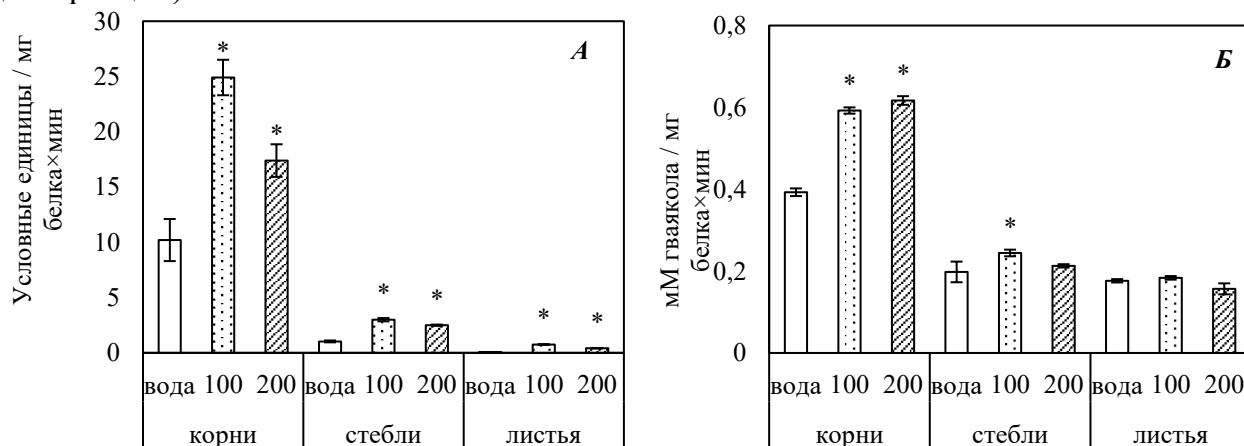 30
25
20
15
10
5
0
Условные единицы / мг
белка×мин
А
* * * * * *
вода 100 200 вода 100 200 вода 100 200
корни стебли листья
0,8
0,6
0,4
0,2
0
мМ гваякола / мг
белка×мин
Б
* * *
вода 100 200 вода 100 200 вода 100 200
корни стебли листья